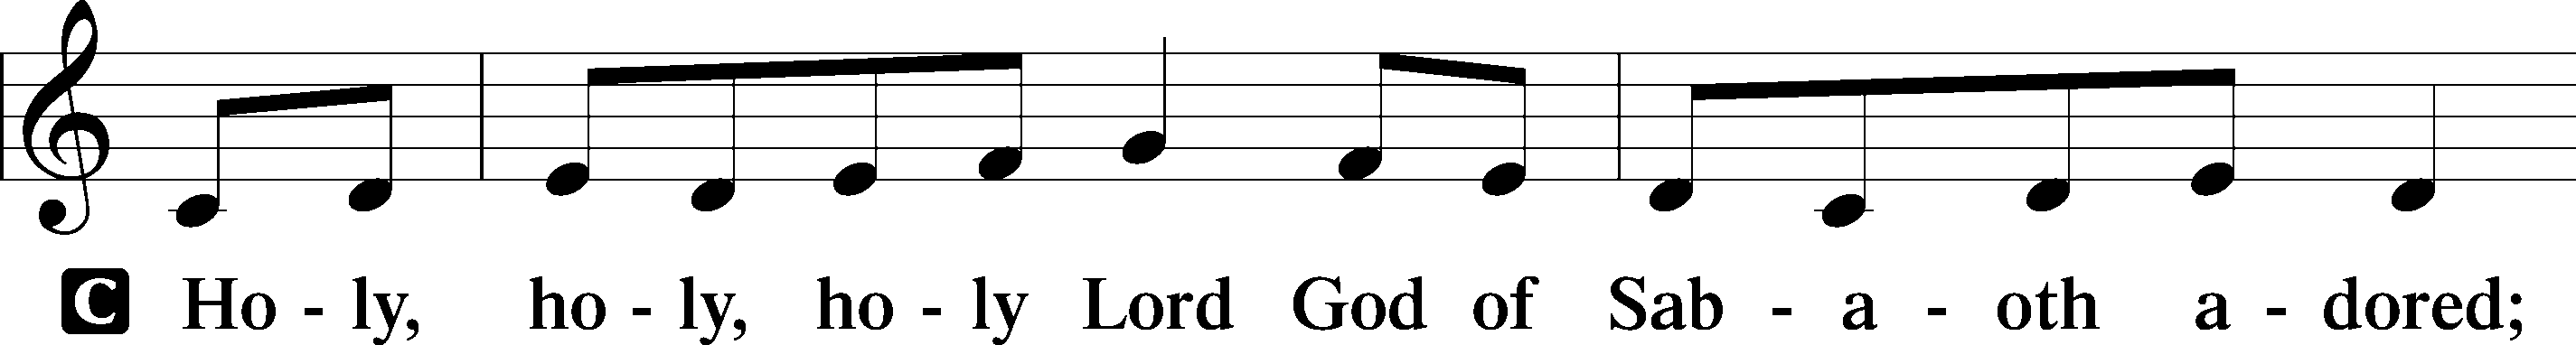 C Ho - ly, ho - ly, ho - ly Lord God of Sab - a - oth a - dored;